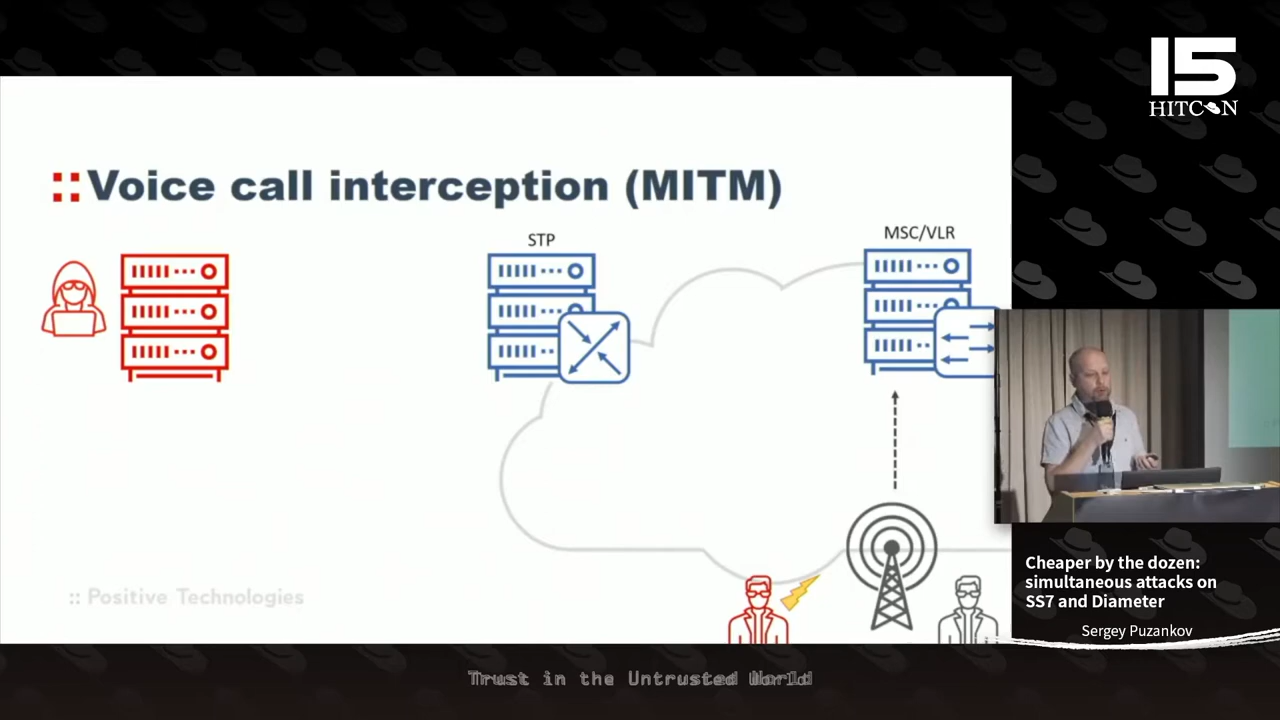 15
HITCON
::Voice call interception (MITM)
STP
MSC/VLR
:: Positive Technologies
Cheaper by the dozen:
simultaneous attacks on
SS7 and Diameter
Sergey Puzankov
Trust in the Untrusted World